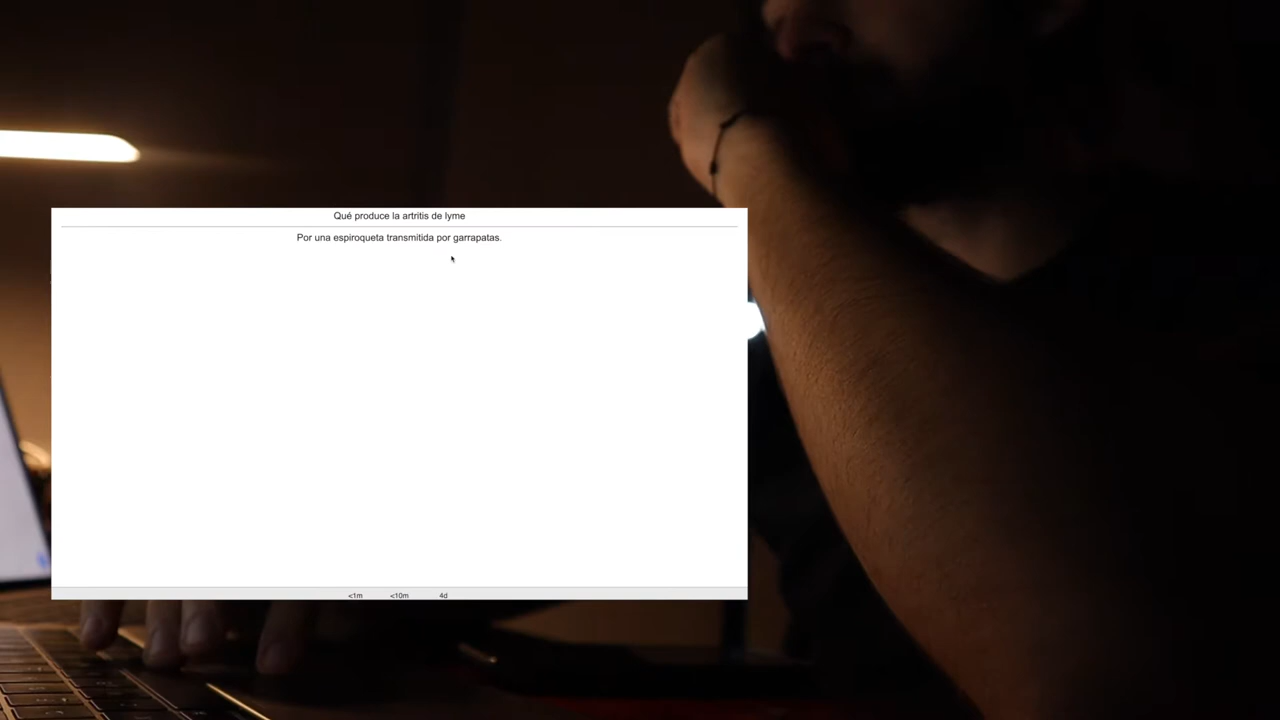 Qué produce la artritis de lyme
Por una espiroqueta transmitida por garrapatas.
<1m <10m 4d